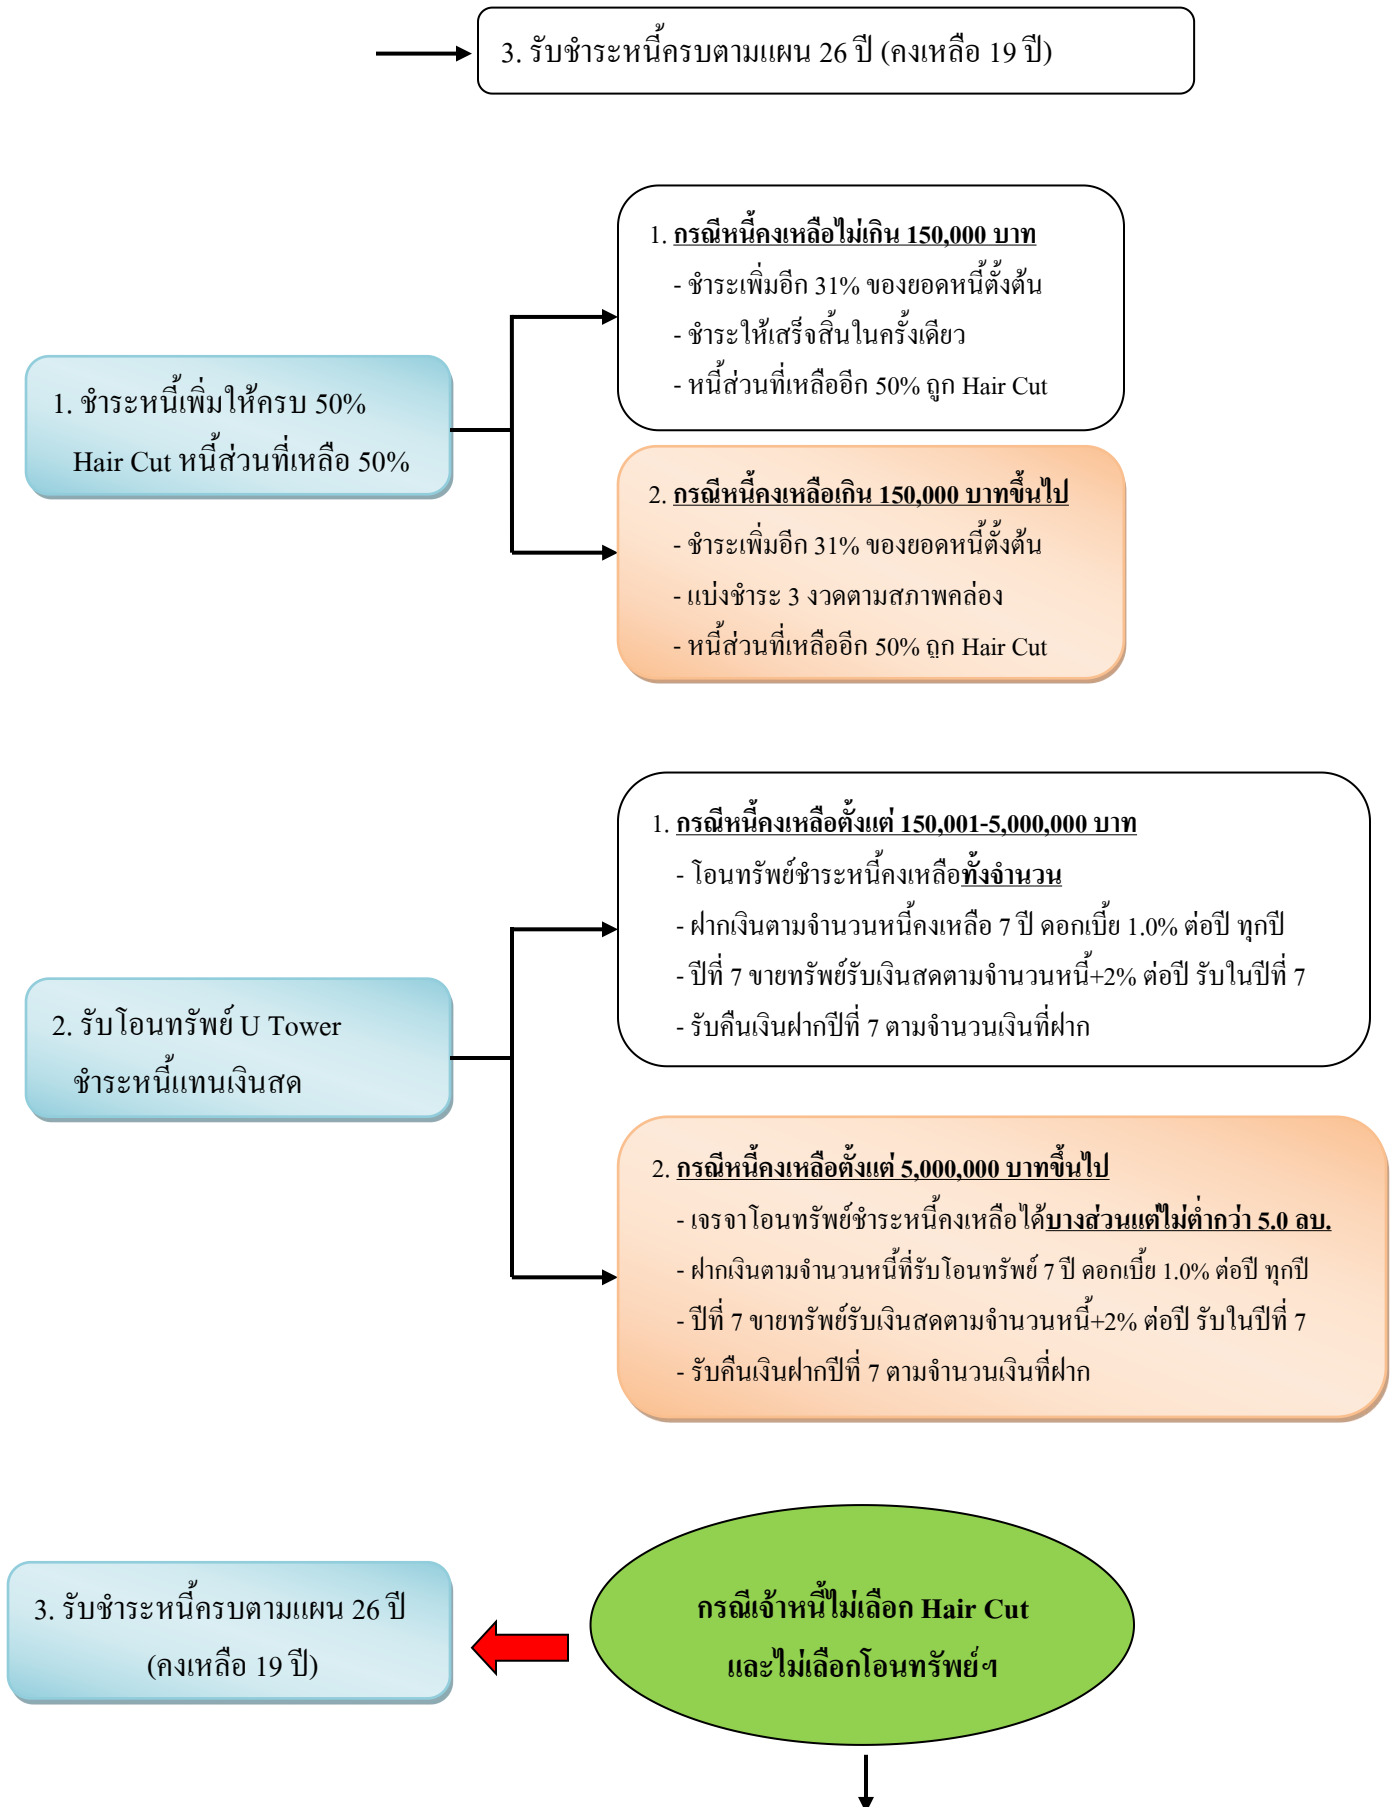 3. รับชำระหนี้ครบตามแผน 26 ปี (คงเหลือ 19 ปี)
1. กรณีหนี้คงเหลือไม่เกิน 150,000 บาท
- ชำระเพิ่มอีก 31% ของยอดหนี้ตั้งต้น
- ชำระให้เสร็จสิ้นในครั้งเดียว
- หนี้ส่วนที่เหลืออีก 50% ถูก Hair Cut
1. ชำระหนี้เพิ่มให้ครบ 50%
Hair Cut หนี้ส่วนที่เหลือ 50%
2. กรณีหนี้คงเหลือเกิน 150,000 บาทขึ้นไป
- ชำระเพิ่มอีก 31% ของยอดหนี้ตั้งต้น
- แบ่งชำระ 3 งวดตามสภาพคล่อง
- หนี้ส่วนที่เหลืออีก 50% ถูก Hair Cut
1. กรณีหนี้คงเหลือตั้งแต่ 150,001-5,000,000 บาท
- โอนทรัพย์ชำระหนี้คงเหลือทั้งจำนวน
- ฝากเงินตามจำนวนหนี้คงเหลือ 7 ปี ดอกเบี้ย 1.0% ต่อปี ทุกปี
- ปีที่ 7 ขายทรัพย์รับเงินสดตามจำนวนหนี้+2% ต่อปี รับในปีที่ 7
- รับคืนเงินฝากปีที่ 7 ตามจำนวนเงินที่ฝาก
2. รับโอนทรัพย์ U Tower
ชำระหนี้แทนเงินสด
2. กรณีหนี้คงเหลือตั้งแต่ 5,000,000 บาทขึ้นไป
- เจรจาโอนทรัพย์ชำระหนี้คงเหลือได้บางส่วนแต่ไม่ต่ำกว่า 5.0 ลบ.
- ฝากเงินตามจำนวนหนี้ที่รับโอนทรัพย์ 7 ปี ดอกเบี้ย 1.0% ต่อปี ทุกปี
- ปีที่ 7 ขายทรัพย์รับเงินสดตามจำนวนหนี้+2% ต่อปี รับในปีที่ 7
- รับคืนเงินฝากปีที่ 7 ตามจำนวนเงินที่ฝาก
3. รับชำระหนี้ครบตามแผน 26 ปี
(คงเหลือ 19 ปี)
กรณีเจ้าหนี้ไม่เลือก Hair Cut
และไม่เลือกโอนทรัพย์ฯ